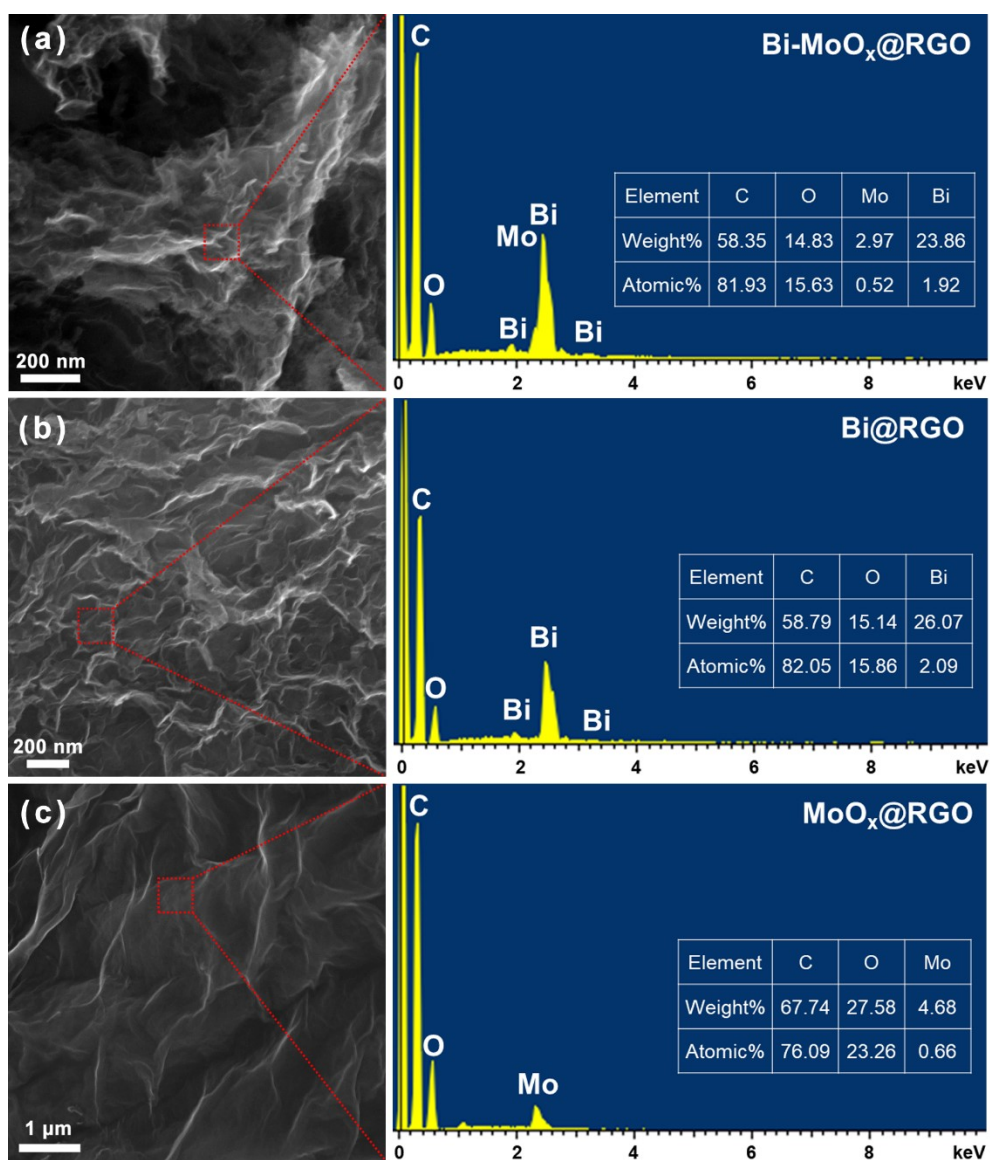 (a)
200 nm
Bi-MoOₓ@RGO
C
Bi
Mo
O
Bi
Bi
Element C O Mo Bi
Weight% 58.35 14.83 2.97 23.86
Atomic% 81.93 15.63 0.52 1.92
0 2 4 6 8 keV
(b)
200 nm
Bi@RGO
C
Bi
O
Bi
Bi
Element C O Bi
Weight% 58.79 15.14 26.07
Atomic% 82.05 15.86 2.09
0 2 4 6 8 keV
(c)
1 µm
MoOₓ@RGO
C
O
Mo
Element C O Mo
Weight% 67.74 27.58 4.68
Atomic% 76.09 23.26 0.66
0 2 4 6 8 keV